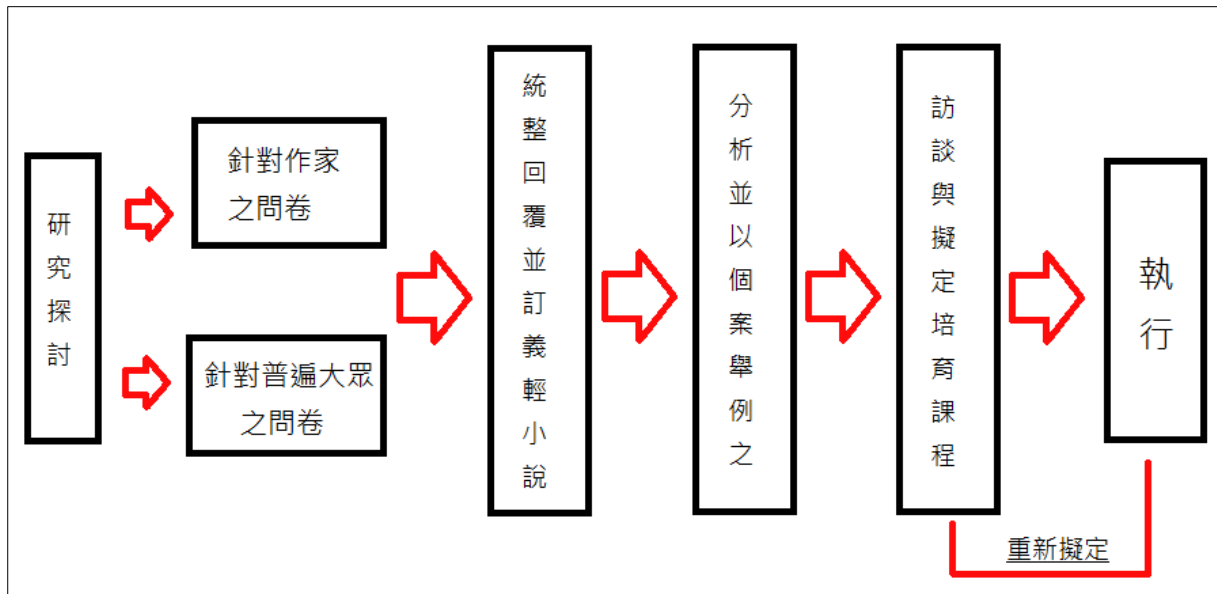 研究探討
針對作家
之問卷
針對普遍大眾
之問卷
統整回覆並訂義輕小說
分析並以個案舉例之
訪談與擬定培育課程
執行
重新擬定